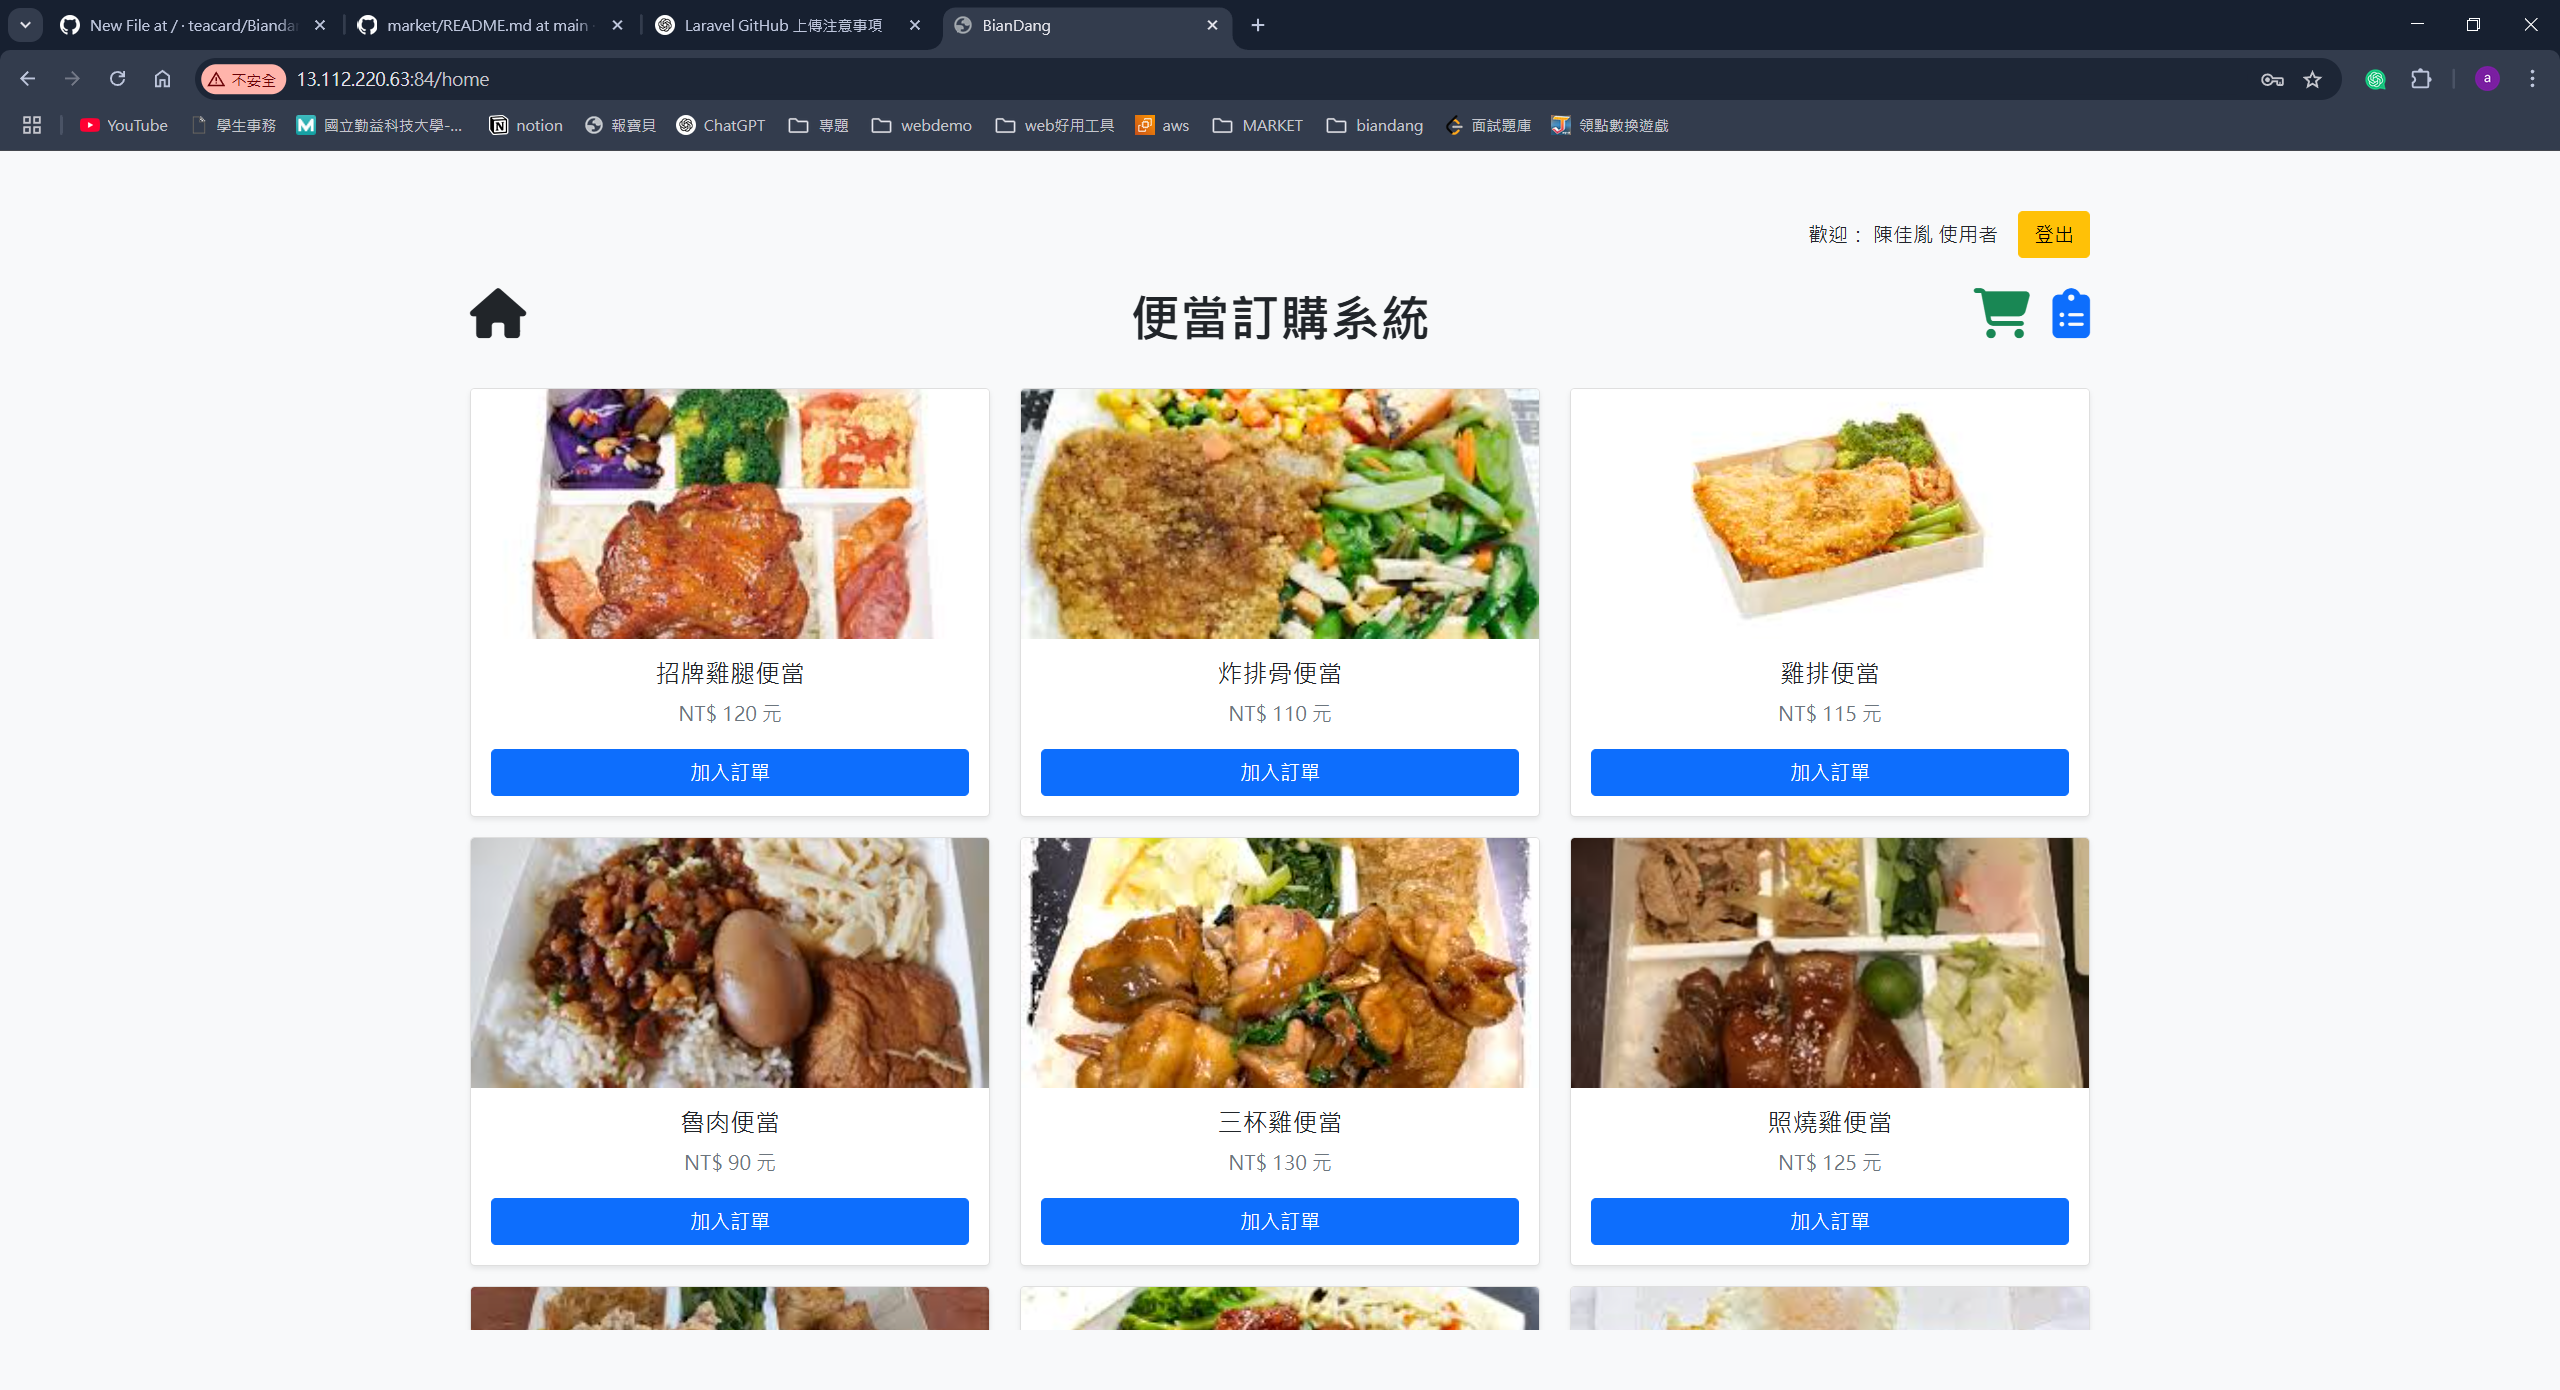 New File at / · teacard/Bianda
market/README.md at main ·
Laravel GitHub 上傳注意事項
BianDang
不安全
13.112.220.63:84/home
a
YouTube
學生事務
國立勤益科技大學-...
notion
報寶貝
ChatGPT
專題
webdemo
web好用工具
aws
MARKET
biandang
面試題庫
領點數換遊戲
歡迎： 陳佳胤 使用者
登出
便當訂購系統
招牌雞腿便當
NT$ 120 元
加入訂單
炸排骨便當
NT$ 110 元
加入訂單
雞排便當
NT$ 115 元
加入訂單
魯肉便當
NT$ 90 元
加入訂單
三杯雞便當
NT$ 130 元
加入訂單
照燒雞便當
NT$ 125 元
加入訂單